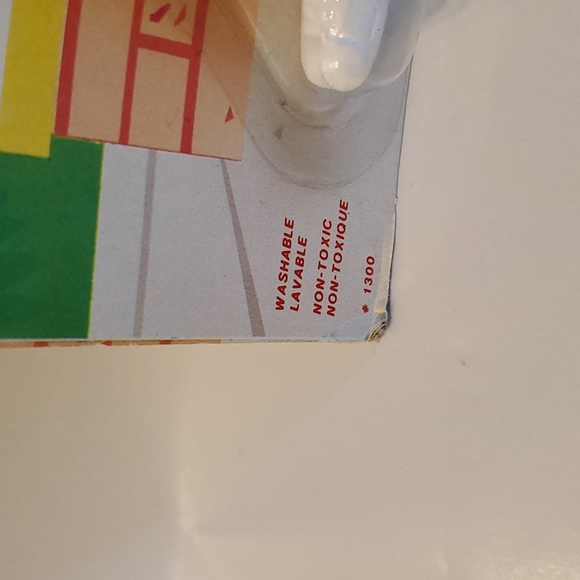 WASHABLE
LAVABLE
NON-TOXIC
NON-TOXIQUE
* 1300